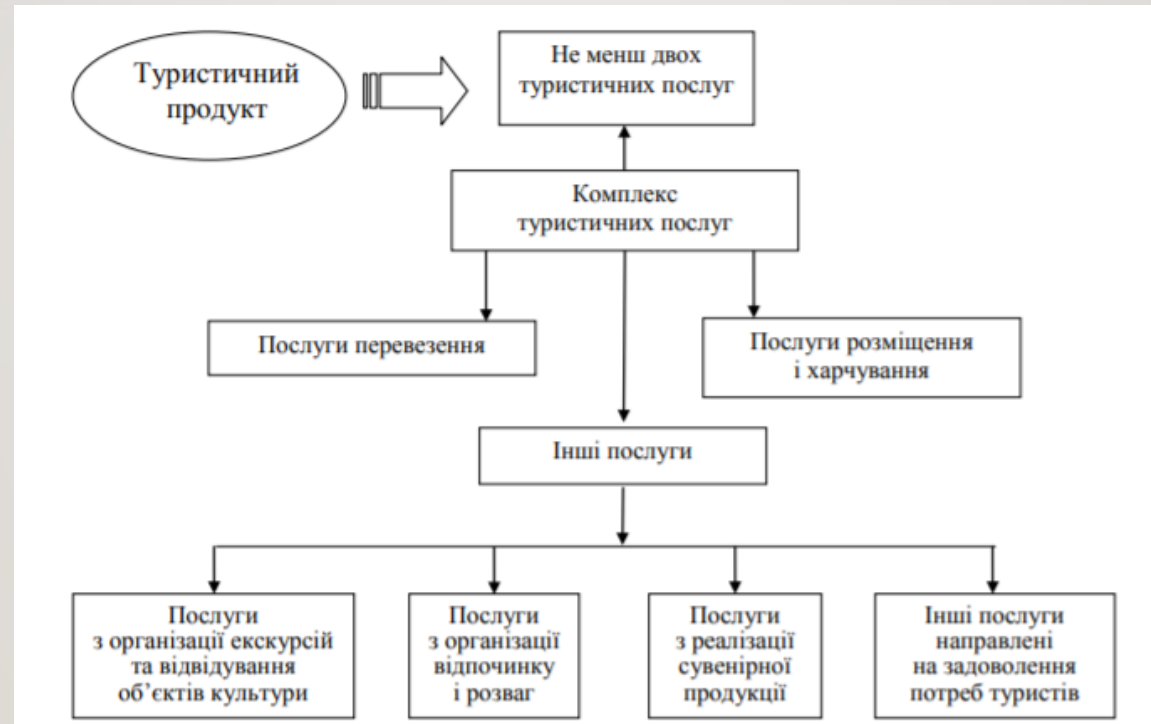 Туристичний
продукт
Не менш двох
туристичних послуг
Комплекс
туристичних послуг
Послуги перевезення
Послуги розміщення
і харчування
Інші послуги
Послуги
з організації екскурсій
та відвідування
об’єктів культури
Послуги
з організації
відпочинку
і розваг
Послуги
з реалізації
сувенірної
продукції
Інші послуги
направлені
на задоволення
потреб туристів